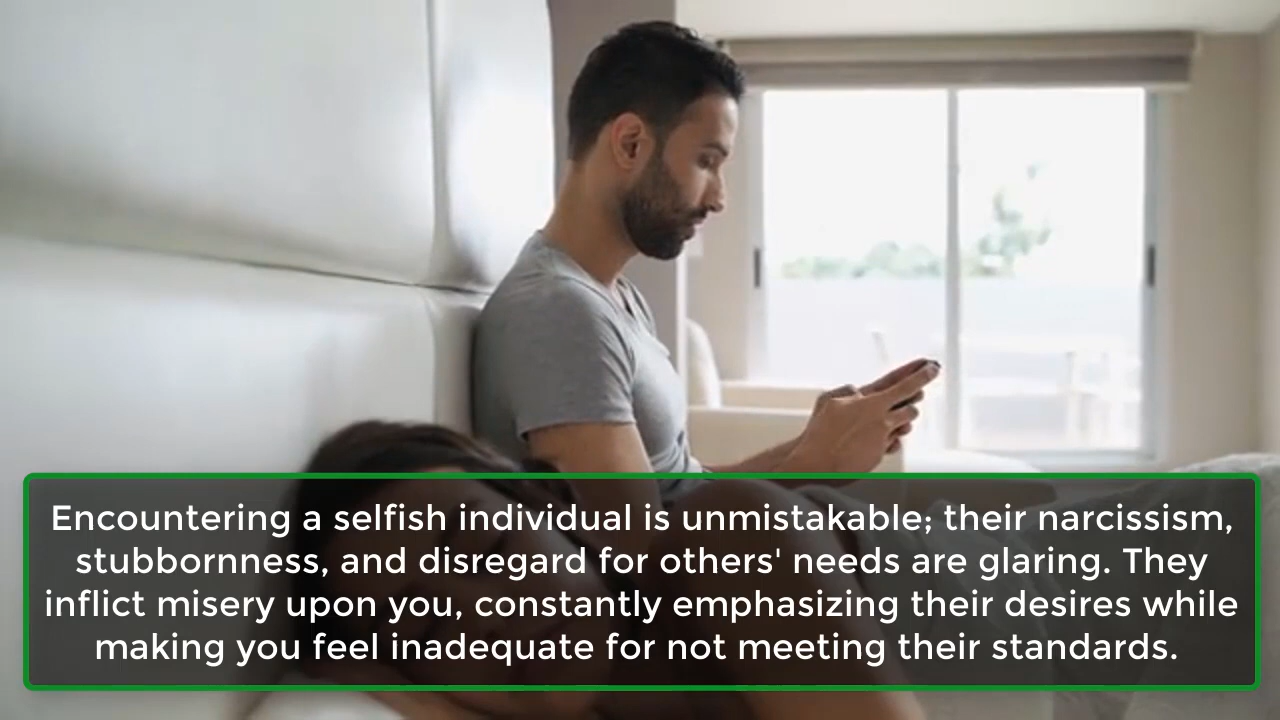 Encountering a selfish individual is unmistakable; their narcissism,
stubbornness, and disregard for others' needs are glaring. They
inflict misery upon you, constantly emphasizing their desires while
making you feel inadequate for not meeting their standards.